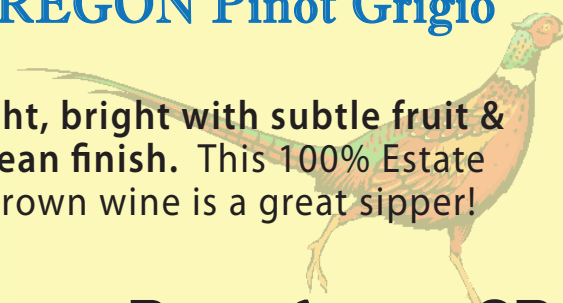 REGON Pinot Grigio
ht, bright with subtle fruit &
ean finish. This 100% Estate
rown wine is a great sipper!